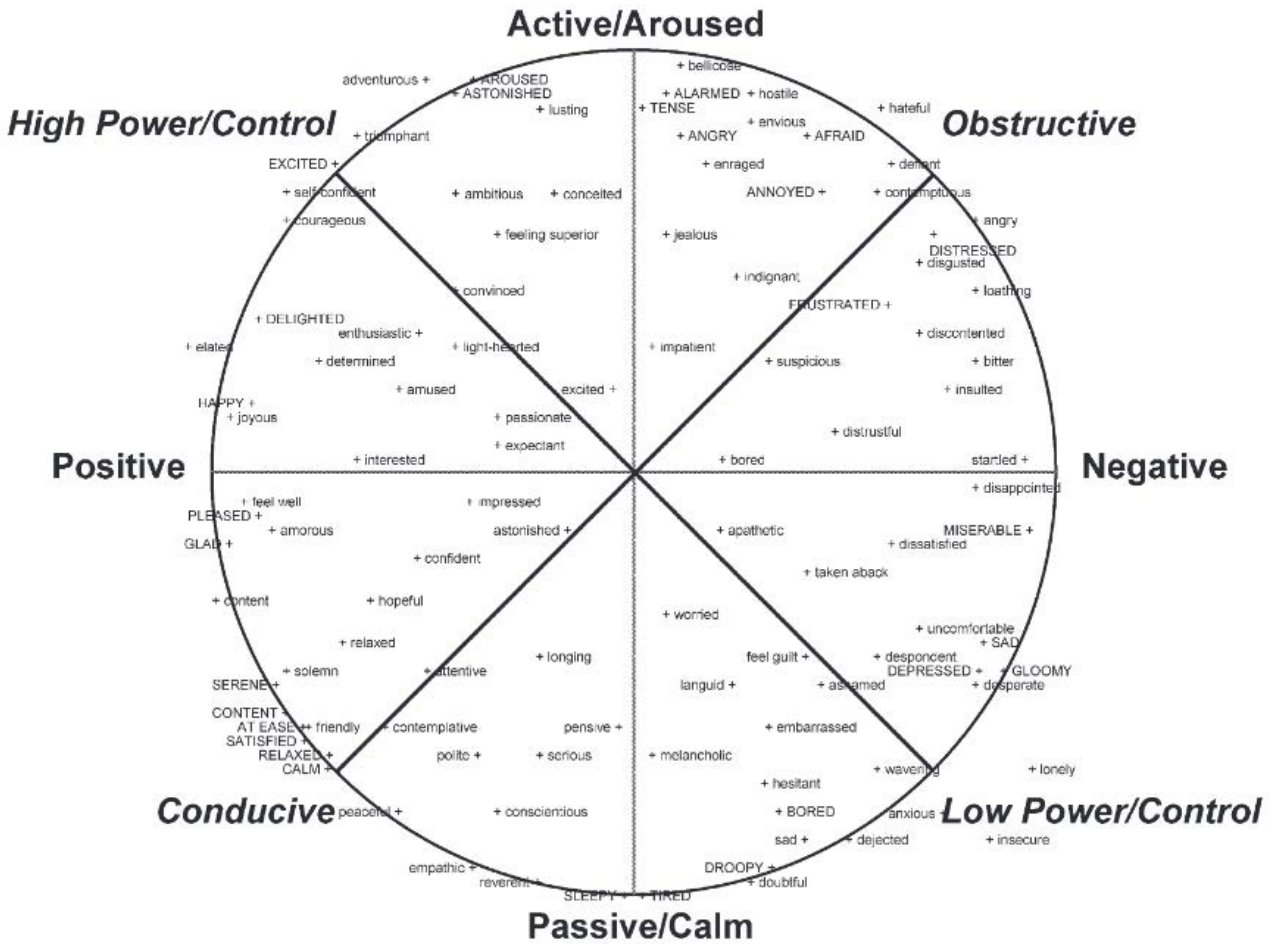 Active/Aroused
+ bellicose
adventurous +
+ AROUSED
+ ASTONISHED
+ ALARMED
+ hostile
+ lusting
+ TENSE
+ hateful
High Power/Control
Obstructive
+ envious
+ triumphant
+ ANGRY
+ AFRAID
EXCITED +
+ enraged
+ defiant
+ self-confident
+ ambitious
+ conceited
ANNOYED +
+ contemptuous
+ courageous
+ angry
+ feeling superior
+ jealous
+
DISTRESSED
+ disgusted
+ indignant
+ convinced
+ loathing
FRUSTRATED +
+ DELIGHTED
enthusiastic +
+ discontented
+ elated
+ light-hearted
+ impatient
+ determined
+ suspicious
+ bitter
+ amused
excited +
+ insulted
HAPPY +
+ joyous
+ passionate
+ distrustful
+ expectant
+ interested
+ bored
startled +
Positive
Negative
+ disappointed
+ feel well
+ impressed
PLEASED +
+ amorous
astonished +
+ apathetic
MISERABLE +
GLAD +
+ dissatisfied
+ confident
+ taken aback
+ content
+ hopeful
+ worried
+ uncomfortable
+ relaxed
+ SAD
+ longing
feel guilt +
+ despondent
+ solemn
+ attentive
DEPRESSED +
+ GLOOMY
SERENE +
languid +
+ ashamed
+ desperate
CONTENT +
AT EASE +
+ friendly
+ contemplative
pensive +
+ embarrassed
SATISFIED +
RELAXED +
polite +
+ serious
+ melancholic
CALM +
+ wavering
+ lonely
+ hesitant
Conducive
peaceful +
+ conscientious
+ BORED
anxious +
Low Power/Control
sad +
+ dejected
+ insecure
empathic +
DROOPY +
reverent +
+ doubtful
SLEEPY +
+ TIRED
Passive/Calm